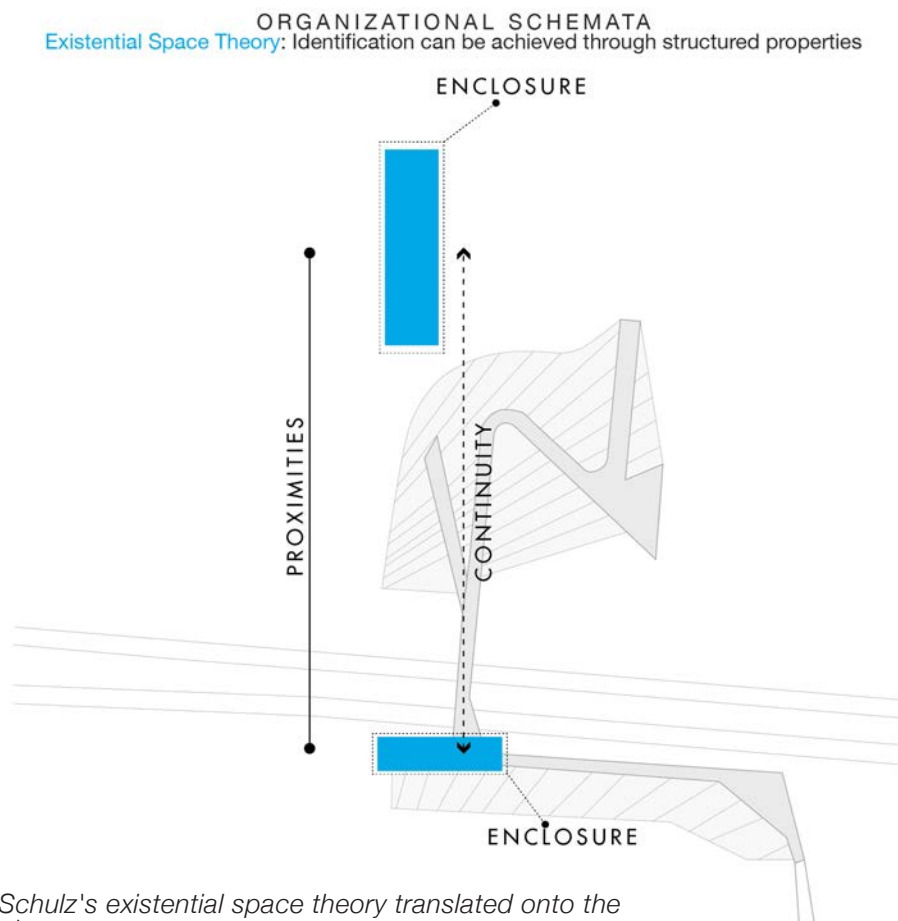 ORGANIZATIONAL SCHEMATA
Existential Space Theory: Identification can be achieved through structured properties
ENCLOSURE
PROXIMITIES
CONTINUITY
ENCLOSURE
Schulz's existential space theory translated onto the